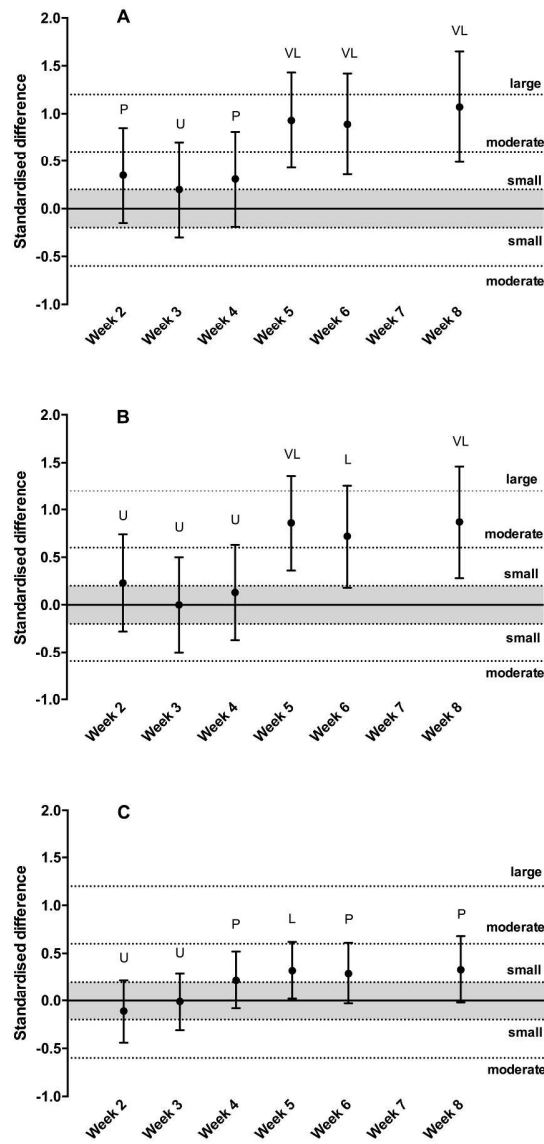 A
Standardised difference
2.0
1.5
1.0
0.5
0.0
-0.5
-1.0
P
U
P
VL
VL
VL
large
moderate
small
small
moderate
Week 2
Week 3
Week 4
Week 5
Week 6
Week 7
Week 8
B
Standardised difference
2.0
1.5
1.0
0.5
0.0
-0.5
-1.0
U
U
U
VL
L
VL
large
moderate
small
small
moderate
Week 2
Week 3
Week 4
Week 5
Week 6
Week 7
Week 8
C
Standardised difference
2.0
1.5
1.0
0.5
0.0
-0.5
-1.0
U
U
P
L
P
P
large
moderate
small
small
moderate
Week 2
Week 3
Week 4
Week 5
Week 6
Week 7
Week 8